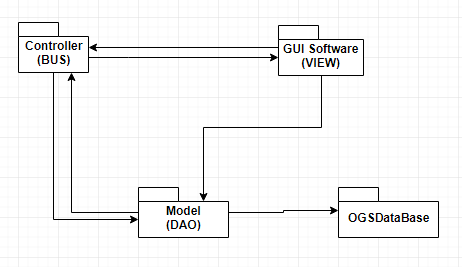 Controller
(BUS)
GUI Software
(VIEW)
Model
(DAO)
OGSDataBase